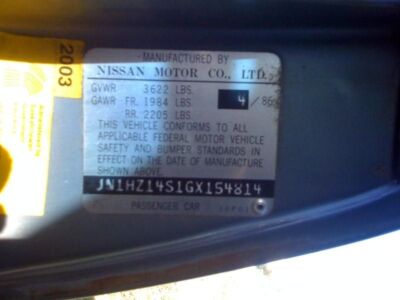 2003
MANUFACTURED BY
NISSAN MOTOR CO., LTD.
GVWR 3622 LBS.
GAWR FR. 1984 LBS 4 / 86
RR. 2205 LBS.
THIS VEHICLE CONFORMS TO ALL
APPLICABLE FEDERAL MOTOR VEHICLE
SAFETY AND BUMPER STANDARDS IN
EFFECT ON THE DATE OF MANUFACTURE
SHOWN ABOVE.
JN1HZ14S1GX154814
PASSENGER CAR